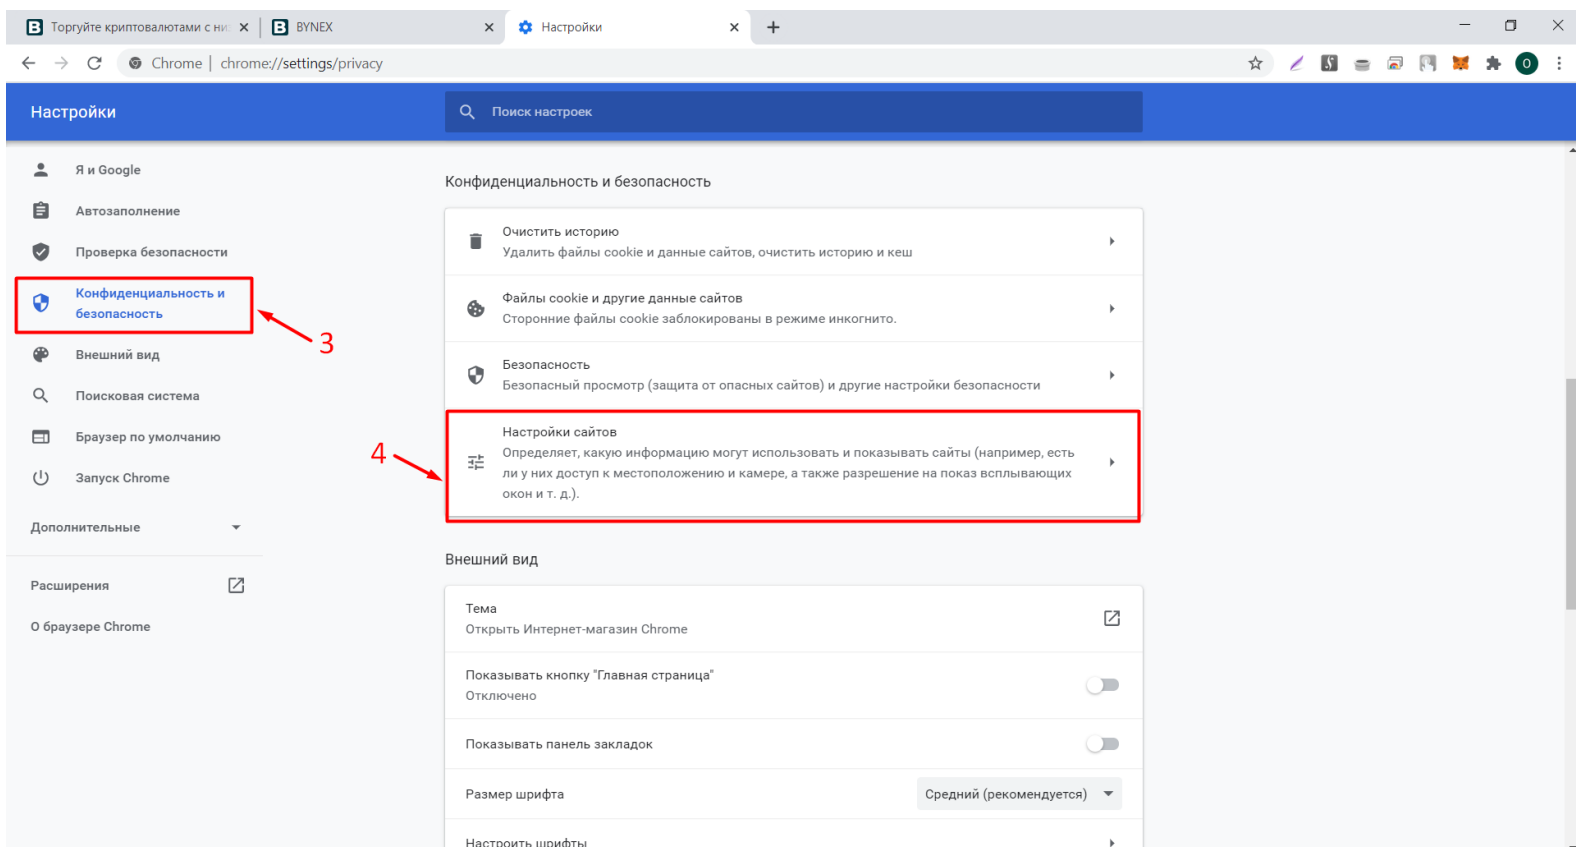 Торгуйте криптовалютами с ни
BYNEX
Настройки
Chrome | chrome://settings/privacy
O
Настройки
Поиск настроек
Я и Google
Автозаполнение
Проверка безопасности
Конфиденциальность и
безопасность
3
Внешний вид
Поисковая система
Браузер по умолчанию
Запуск Chrome
Дополнительные
Расширения
О браузере Chrome
Конфиденциальность и безопасность
Очистить историю
Удалить файлы cookie и данные сайтов, очистить историю и кеш
Файлы cookie и другие данные сайтов
Сторонние файлы cookie заблокированы в режиме инкогнито.
Безопасность
Безопасный просмотр (защита от опасных сайтов) и другие настройки безопасности
4
Настройки сайтов
Определяет, какую информацию могут использовать и показывать сайты (например, есть
ли у них доступ к местоположению и камере, а также разрешение на показ всплывающих
окон и т. д.).
Внешний вид
Тема
Открыть Интернет-магазин Chrome
Показывать кнопку "Главная страница"
Отключено
Показывать панель закладок
Размер шрифта
Средний (рекомендуется)
Настроить шрифты